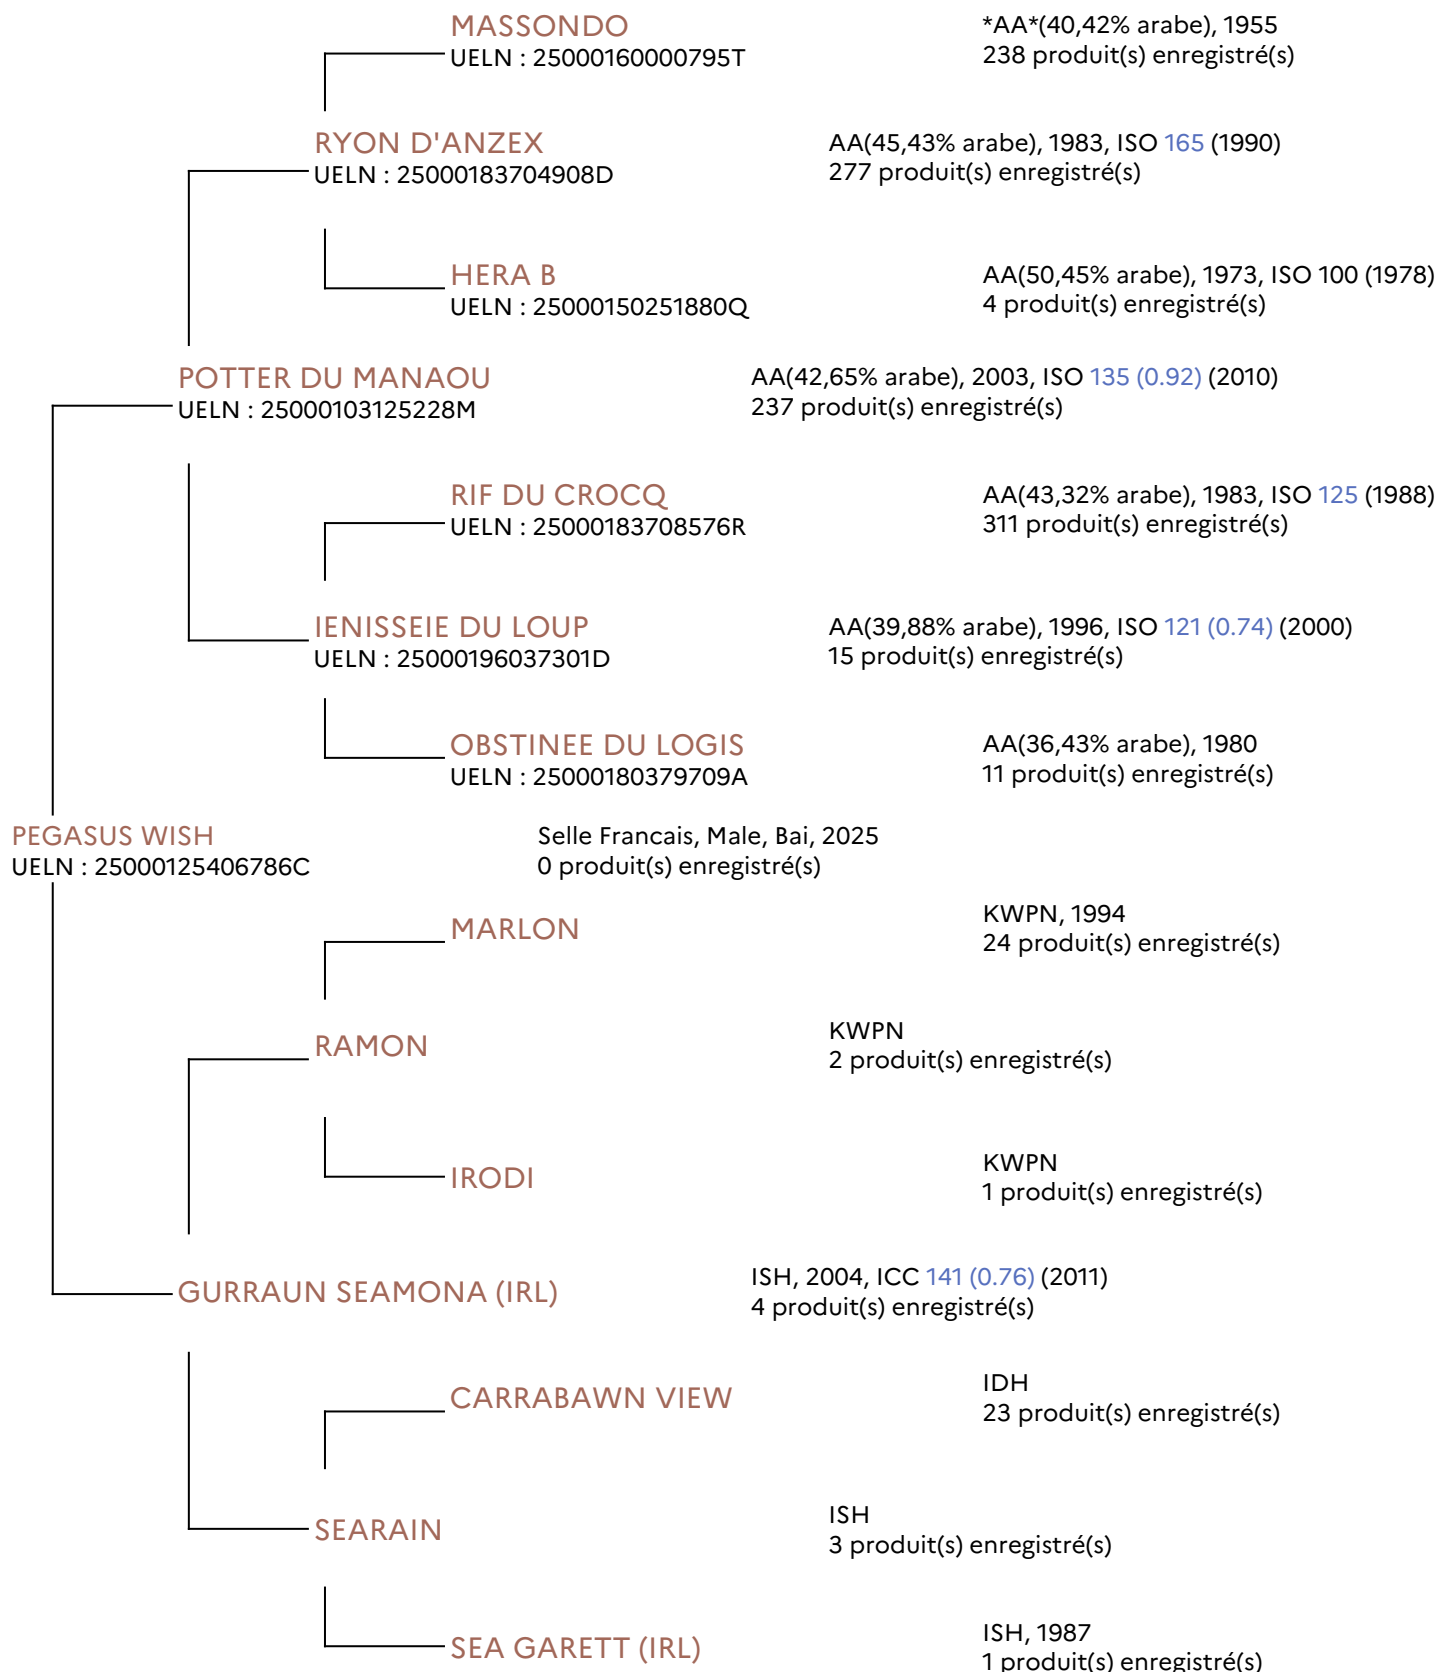 MASSONDO
UELN : 25000160000795T
*AA*(40,42% arabe), 1955
238 produit(s) enregistré(s)
RYON D'ANZEX
UELN : 25000183704908D
AA(45,43% arabe), 1983, ISO 165 (1990)
277 produit(s) enregistré(s)
HERA B
UELN : 25000150251880Q
AA(50,45% arabe), 1973, ISO 100 (1978)
4 produit(s) enregistré(s)
POTTER DU MANAOU
UELN : 25000103125228M
AA(42,65% arabe), 2003, ISO 135 (0.92) (2010)
237 produit(s) enregistré(s)
RIF DU CROCQ
UELN : 25000183708576R
AA(43,32% arabe), 1983, ISO 125 (1988)
311 produit(s) enregistré(s)
IENISSEIE DU LOUP
UELN : 25000196037301D
AA(39,88% arabe), 1996, ISO 121 (0.74) (2000)
15 produit(s) enregistré(s)
OBSTINEE DU LOGIS
UELN : 25000180379709A
AA(36,43% arabe), 1980
11 produit(s) enregistré(s)
PEGASUS WISH
UELN : 25000125406786C
Selle Francais, Male, Bai, 2025
0 produit(s) enregistré(s)
MARLON
KWPN, 1994
24 produit(s) enregistré(s)
RAMON
KWPN
2 produit(s) enregistré(s)
IRODI
KWPN
1 produit(s) enregistré(s)
GURRAUN SEAMONA (IRL)
ISH, 2004, ICC 141 (0.76) (2011)
4 produit(s) enregistré(s)
CARRABAWN VIEW
IDH
23 produit(s) enregistré(s)
SEARAIN
ISH
3 produit(s) enregistré(s)
SEA GARETT (IRL)
ISH, 1987
1 produit(s) enregistré(s)